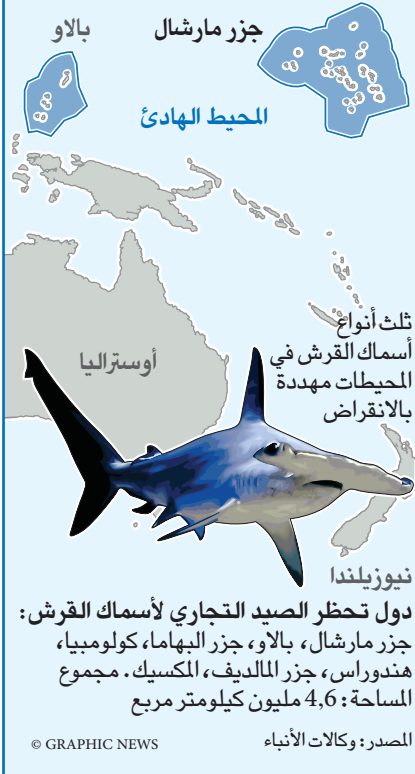 جزر مارشال
بالاو
المحيط الهادئ
ثلث أنواع
أسماك القرش في
المحيطات مهددة
بالانقراض
أوستراليا
نيوزيلندا
دول تحظر الصيد التجاري لأسماك القرش:
جزر مارشال، بالاو، جزر البهاما، كولومبيا،
هندوراس، جزر المالديف، المكسيك. مجموع
المساحة: 4,6 مليون كيلومتر مربع
المصدر: وكالات الأنباء
© GRAPHIC NEWS